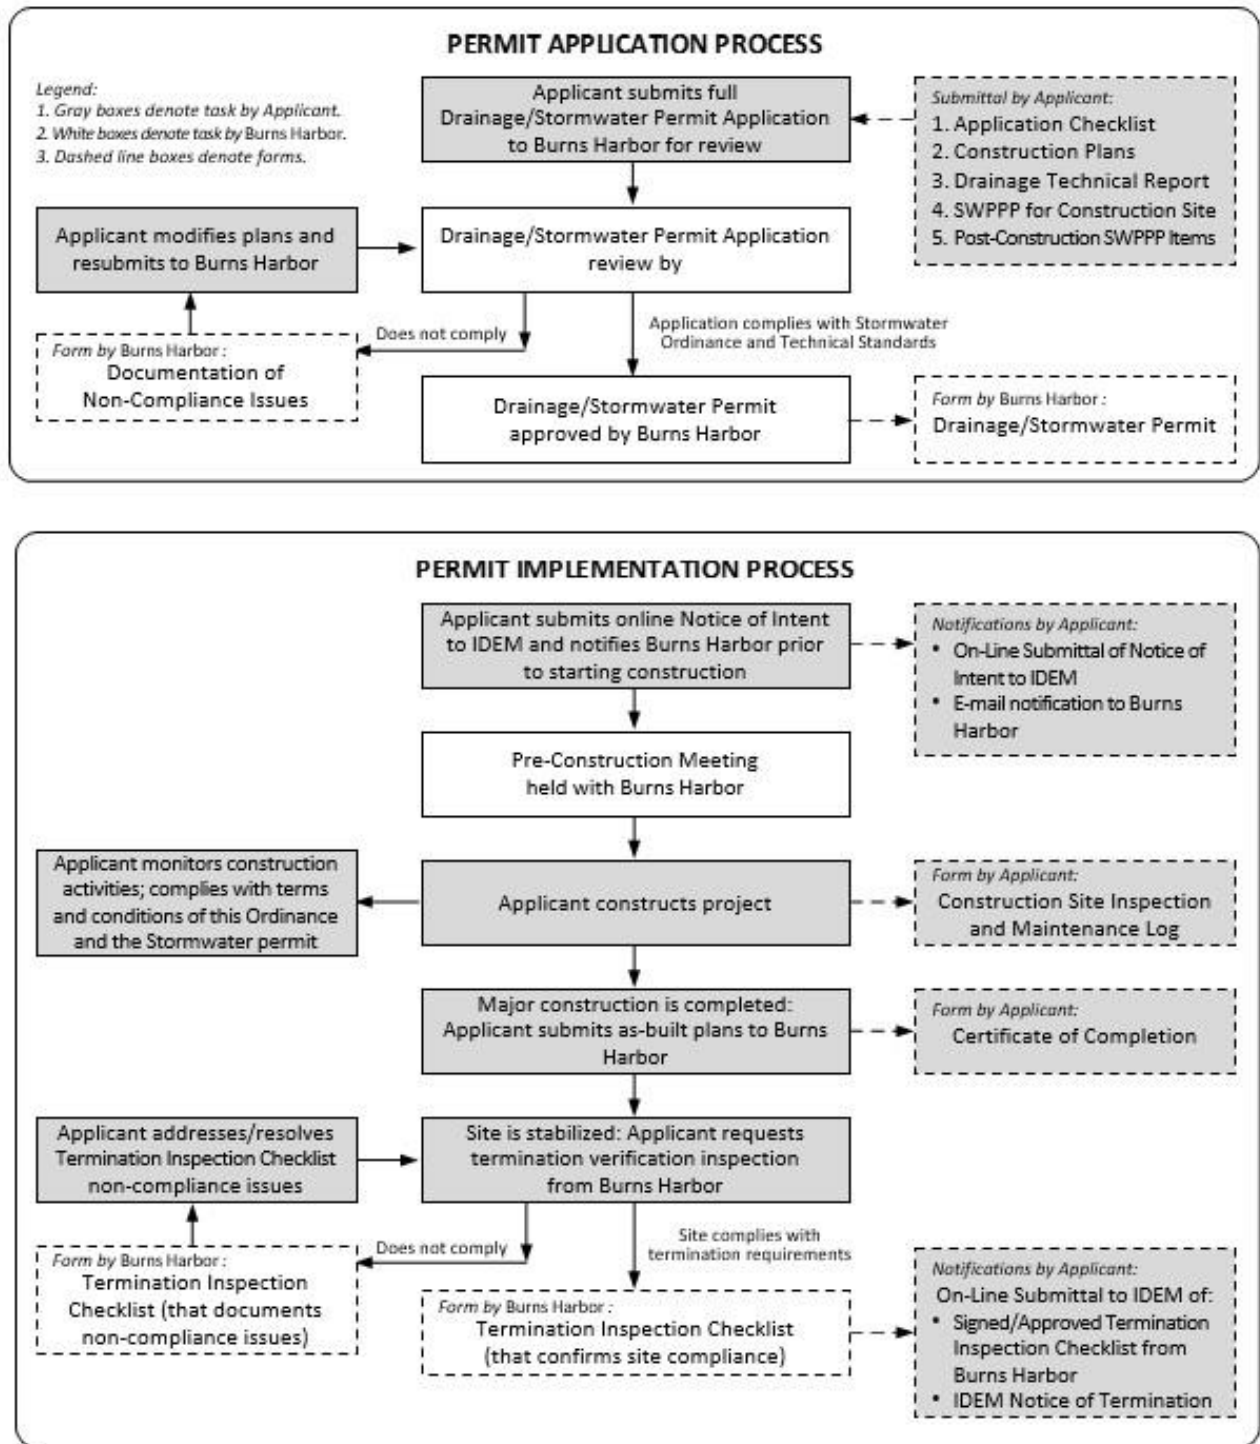 PERMIT APPLICATION PROCESS
Legend:
1. Gray boxes denote task by Applicant.
2. White boxes denote task by Burns Harbor.
3. Dashed line boxes denote forms.
Applicant submits full
Drainage/Stormwater Permit Application
to Burns Harbor for review
Submittal by Applicant:
1. Application Checklist
2. Construction Plans
3. Drainage Technical Report
4. SWPPP for Construction Site
5. Post-Construction SWPPP Items
Applicant modifies plans and
resubmits to Burns Harbor
Drainage/Stormwater Permit Application
review by
Does not comply
Application complies with Stormwater
Ordinance and Technical Standards
Form by Burns Harbor :
Documentation of
Non-Compliance Issues
Drainage/Stormwater Permit
approved by Burns Harbor
Form by Burns Harbor :
Drainage/Stormwater Permit
PERMIT IMPLEMENTATION PROCESS
Applicant submits online Notice of Intent
to IDEM and notifies Burns Harbor prior
to starting construction
Notifications by Applicant:
• On-Line Submittal of Notice of
Intent to IDEM
• E-mail notification to Burns
Harbor
Pre-Construction Meeting
held with Burns Harbor
Applicant monitors construction
activities; complies with terms
and conditions of this Ordinance
and the Stormwater permit
Applicant constructs project
Form by Applicant:
Construction Site Inspection
and Maintenance Log
Major construction is completed:
Applicant submits as-built plans to Burns
Harbor
Form by Applicant:
Certificate of Completion
Applicant addresses/resolves
Termination Inspection Checklist
non-compliance issues
Site is stabilized: Applicant requests
termination verification inspection
from Burns Harbor
Does not comply
Site complies with
termination requirements
Form by Burns Harbor :
Termination Inspection
Checklist (that documents
non-compliance issues)
Form by Burns Harbor :
Termination Inspection Checklist
(that confirms site compliance)
Notifications by Applicant:
On-Line Submittal to IDEM of:
• Signed/Approved Termination
Inspection Checklist from
Burns Harbor
• IDEM Notice of Termination